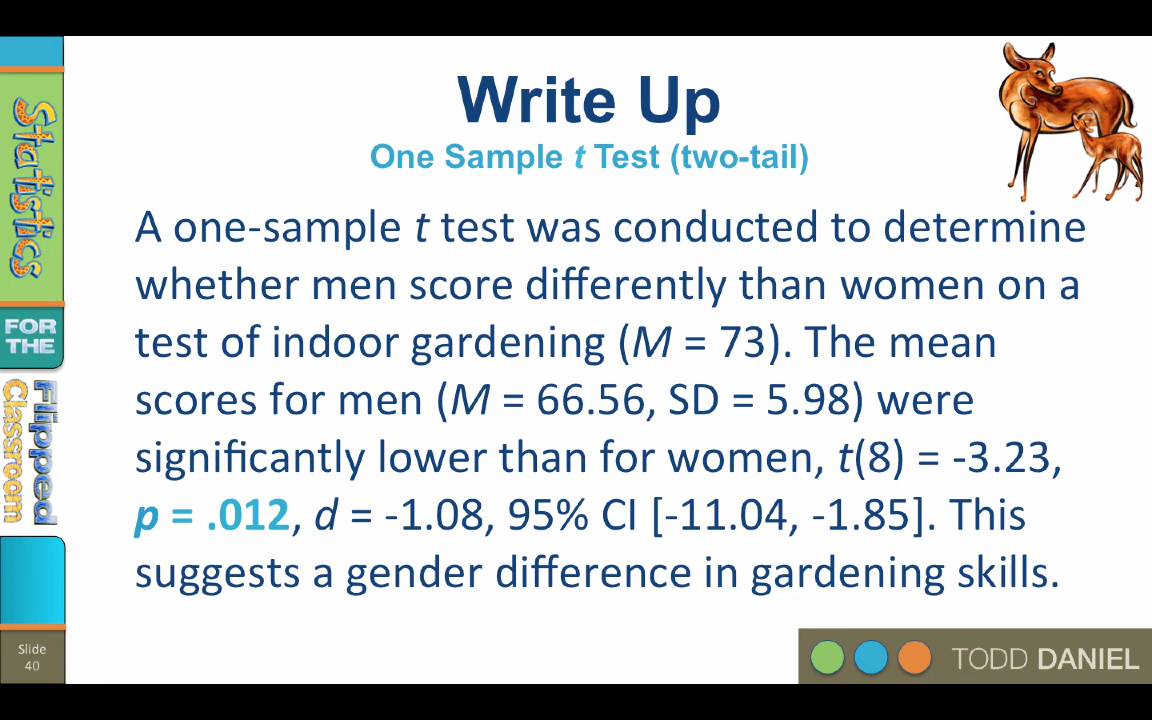 Write Up
One Sample t Test (two-tail)
A one-sample t test was conducted to determine
whether men score differently than women on a
test of indoor gardening (M = 73). The mean
scores for men (M = 66.56, SD = 5.98) were
significantly lower than for women, t(8) = -3.23,
p = .012, d = -1.08, 95% CI [-11.04, -1.85]. This
suggests a gender difference in gardening skills.
Statistics
FOR
THE
Flipped
Classroom
Slide
40
TODD DANIEL